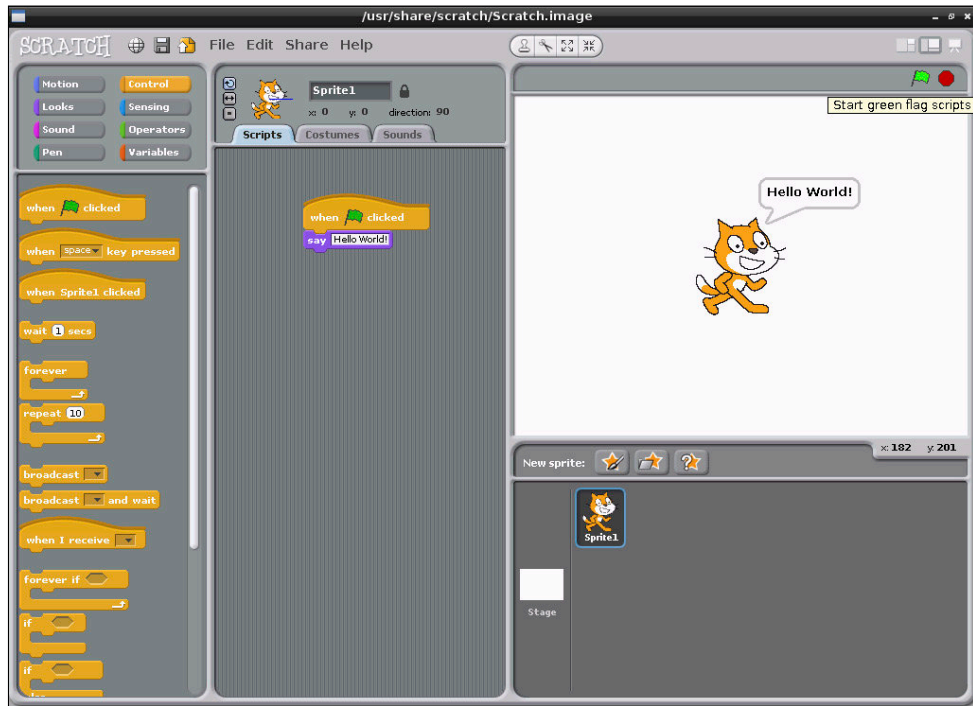 /usr/share/scratch/Scratch.image
SCRATCH File Edit Share Help
Motion Control
Looks Sensing
Sound Operators
Pen Variables
when clicked
when space key pressed
when Sprite1 clicked
wait 1 secs
forever
repeat 10
broadcast
broadcast and wait
when I receive
forever if
if
if
else
Sprite1
x: 0 y: 0 direction: 90
Scripts Costumes Sounds
when clicked
say Hello World!
Start green flag scripts
Hello World!
x: 182 y: 201
New sprite:
Sprite1
Stage